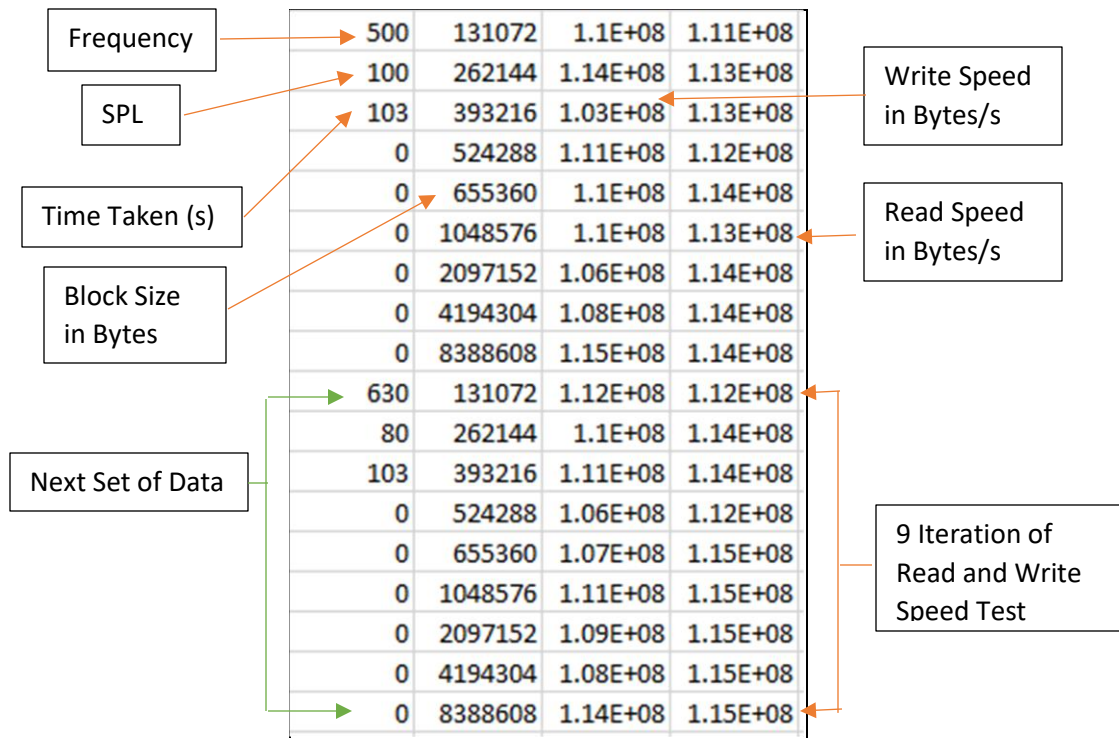 Frequency
SPL
Time Taken (s)
Block Size
in Bytes
Next Set of Data
500 131072 1.1E+08 1.11E+08
100 262144 1.14E+08 1.13E+08
103 393216 1.03E+08 1.13E+08
0 524288 1.11E+08 1.12E+08
0 655360 1.1E+08 1.14E+08
0 1048576 1.1E+08 1.13E+08
0 2097152 1.06E+08 1.14E+08
0 4194304 1.08E+08 1.14E+08
0 8388608 1.15E+08 1.14E+08
630 131072 1.12E+08 1.12E+08
80 262144 1.1E+08 1.14E+08
103 393216 1.11E+08 1.14E+08
0 524288 1.06E+08 1.12E+08
0 655360 1.07E+08 1.15E+08
0 1048576 1.11E+08 1.15E+08
0 2097152 1.09E+08 1.15E+08
0 4194304 1.08E+08 1.15E+08
0 8388608 1.14E+08 1.15E+08
Write Speed
in Bytes/s
Read Speed
in Bytes/s
9 Iteration of
Read and Write
Speed Test